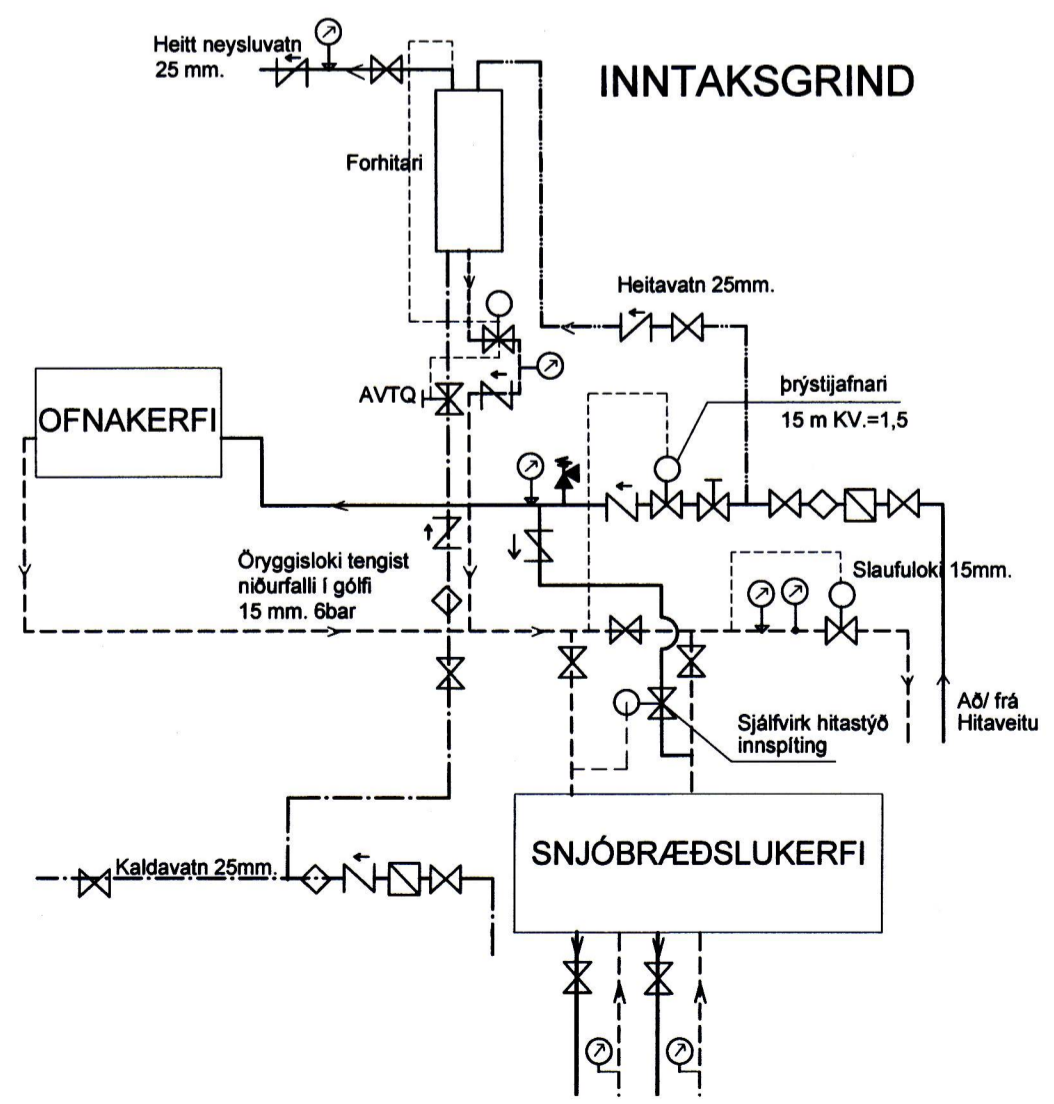 Heitt neysluvatn
25 mm.
INNTAKSGRIND
Forhitari
Heitavatn 25mm.
þrýstijafnari
15 m KV.=1,5
AVTQ
OFNAKERFI
Öryggisloki tengist
niðurfalli í gólfi
15 mm. 6bar
Slaufuloki 15mm.
Að/ frá
Hitaveitu
Sjálfvirk hitastýð
innspíting
SNJÓBRÆÐSLUKERFI
Kaldavatn 25mm.